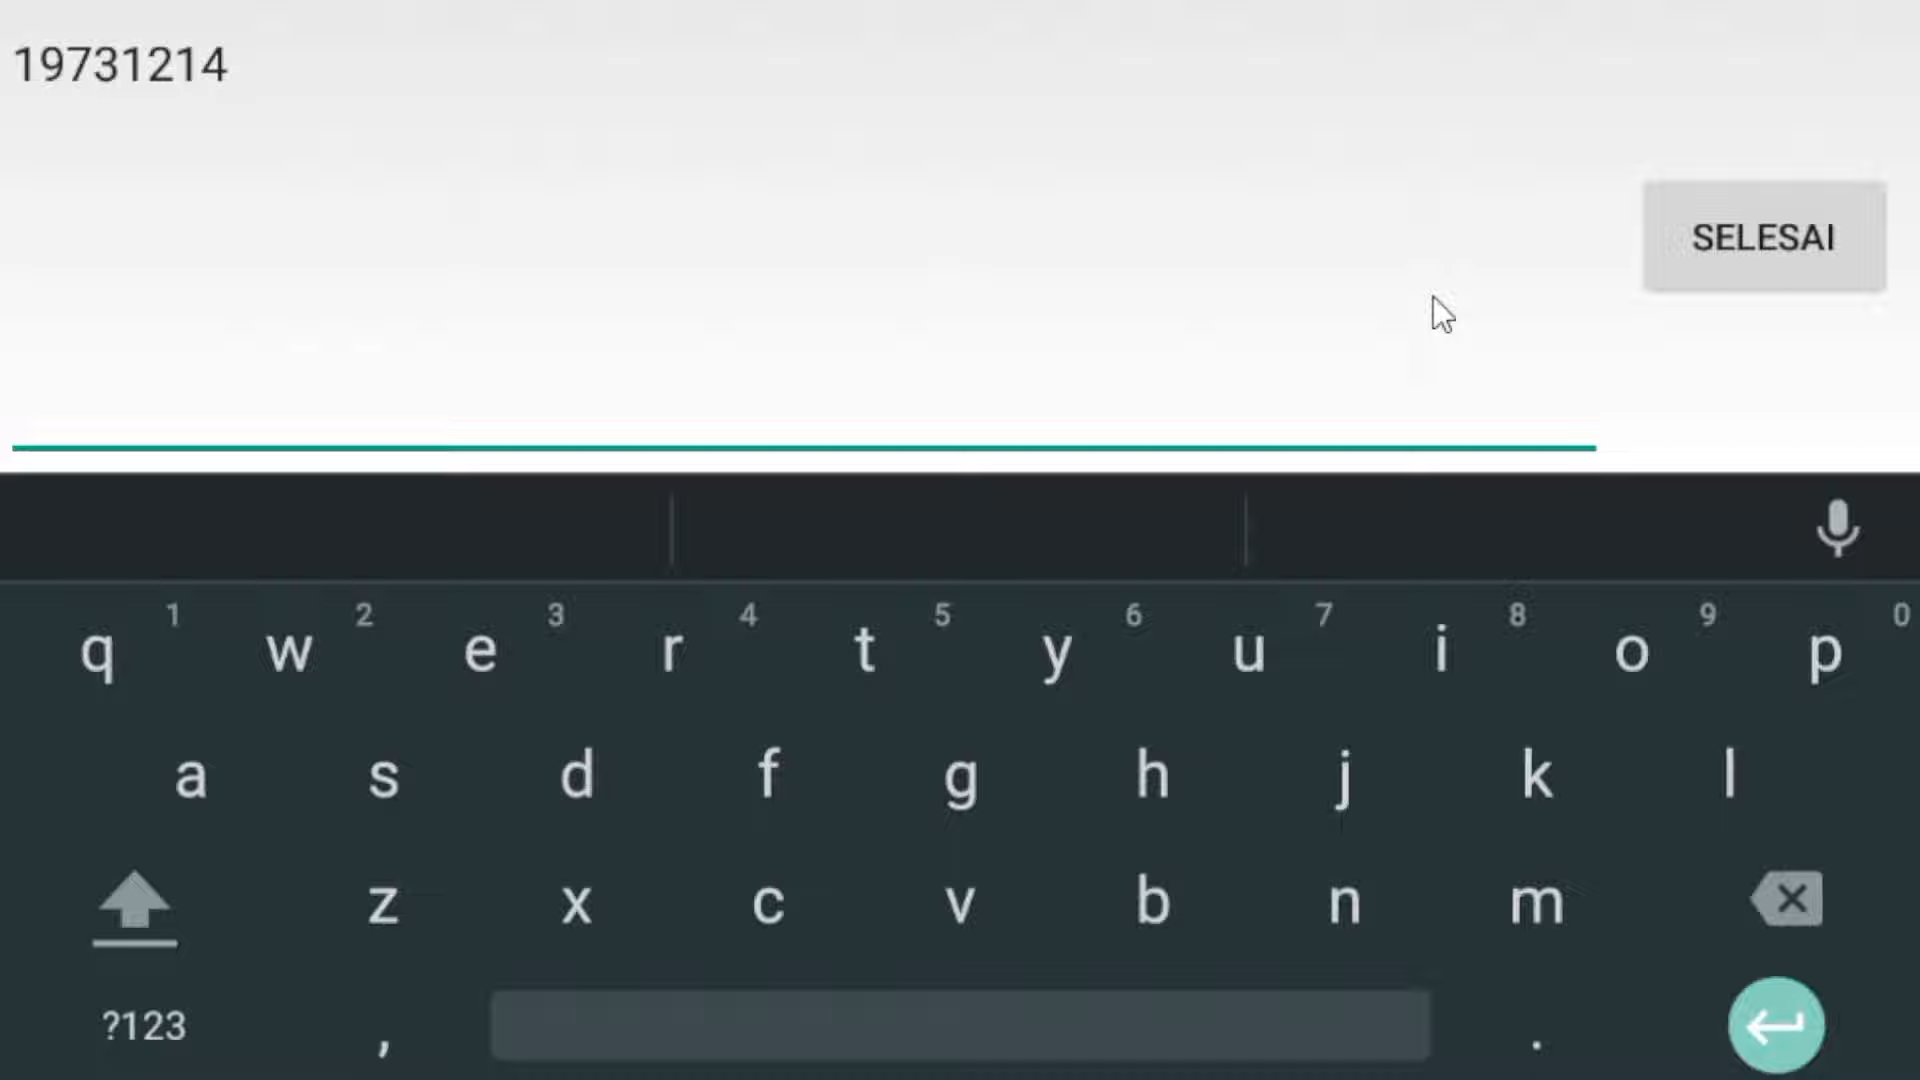 19731214
SELESAI
1 2 3 4 5 6 7 8 9 0
q w e r t y u i o p
a s d f g h j k l
z x c v b n m
?123 , .